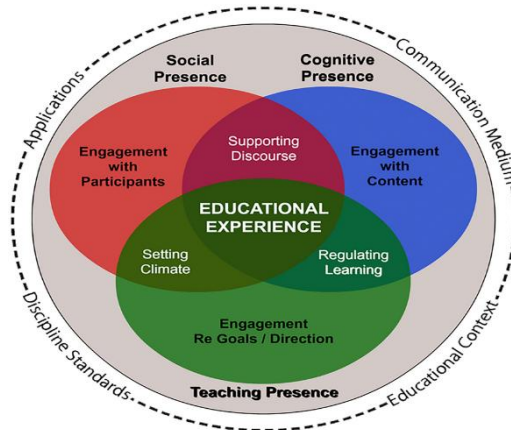 Social
Presence
Cognitive
Presence
Applications
Communication Medium
Supporting
Discourse
Engagement
with
Participants
Engagement
with
Content
EDUCATIONAL
EXPERIENCE
Setting
Climate
Regulating
Learning
Engagement
Re Goals / Direction
Teaching Presence
Discipline Standards
Educational Context